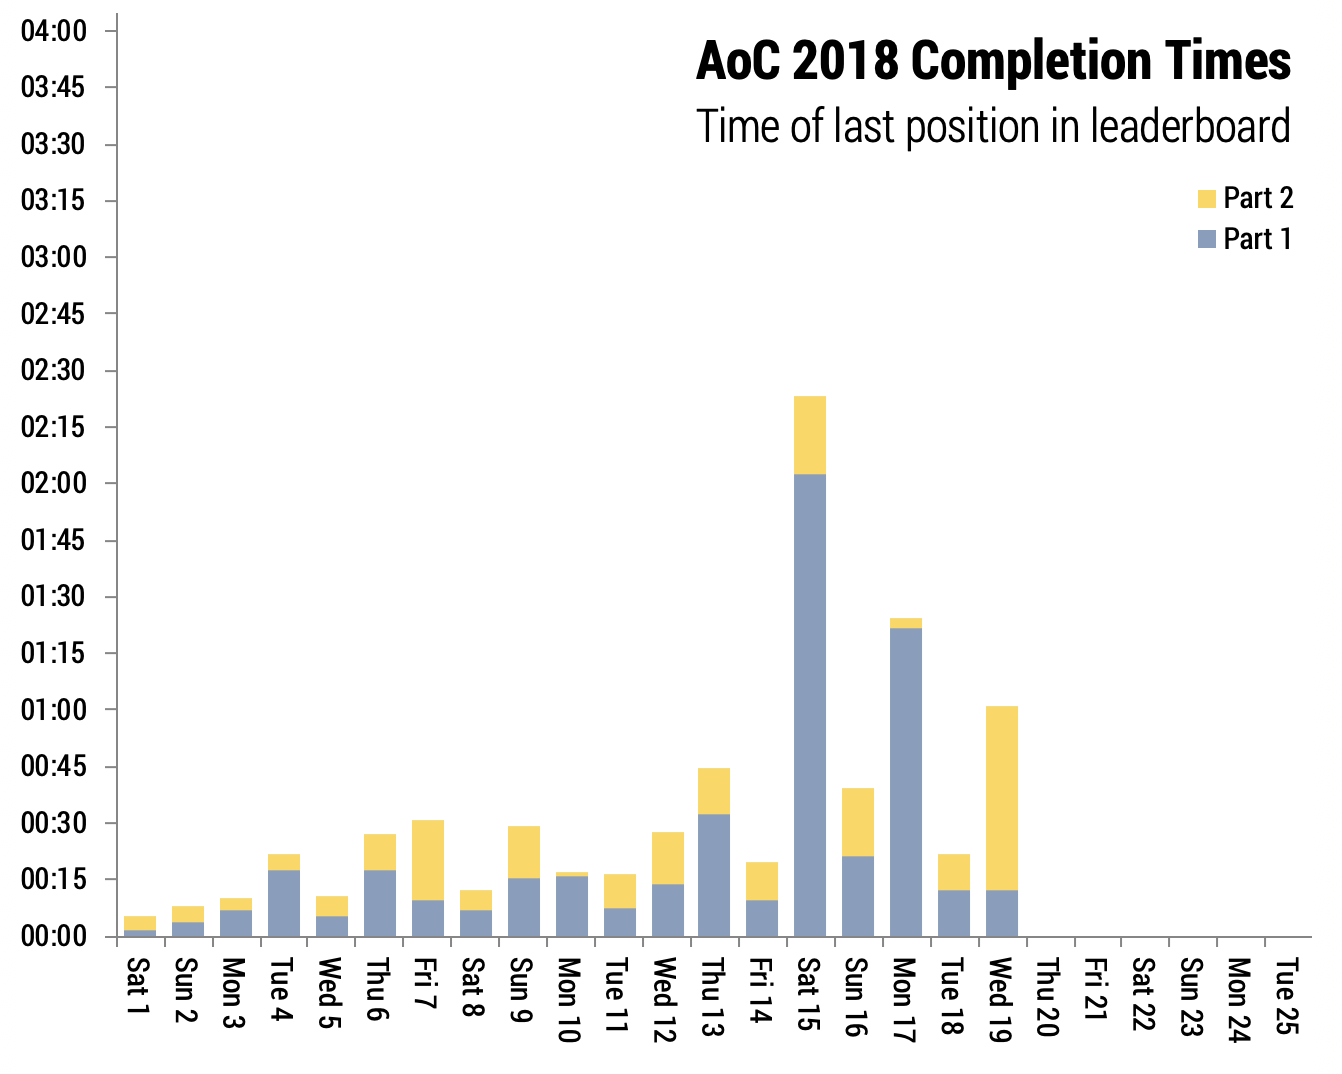 AoC 2018 Completion Times
Time of last position in leaderboard
Part 2
Part 1
04:00
03:45
03:30
03:15
03:00
02:45
02:30
02:15
02:00
01:45
01:30
01:15
01:00
00:45
00:30
00:15
00:00
Sat 1
Sun 2
Mon 3
Tue 4
Wed 5
Thu 6
Fri 7
Sat 8
Sun 9
Mon 10
Tue 11
Wed 12
Thu 13
Fri 14
Sat 15
Sun 16
Mon 17
Tue 18
Wed 19
Thu 20
Fri 21
Sat 22
Sun 23
Mon 24
Tue 25